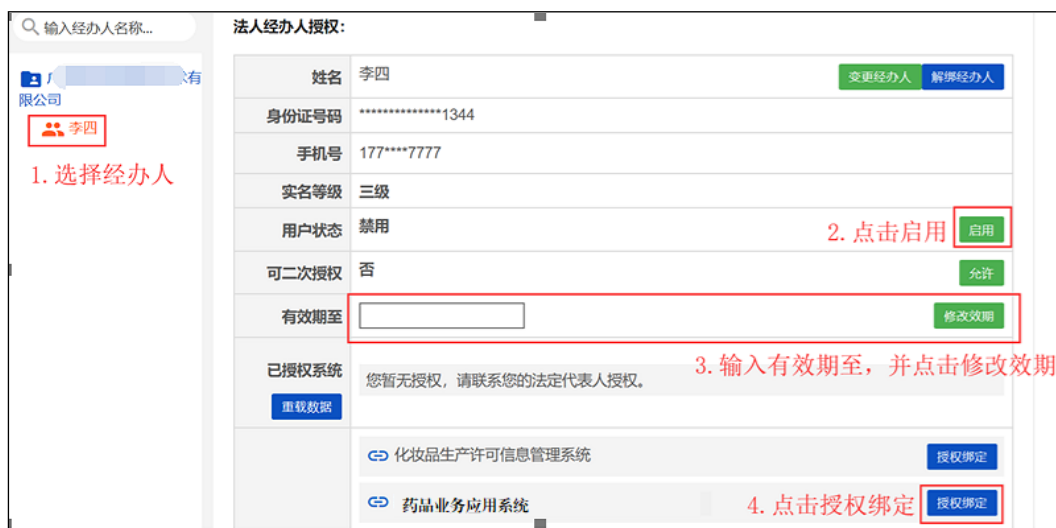 输入经办人名称...
法人经办人授权：
有
限公司
李四
1. 选择经办人
姓名 李四 变更经办人 解绑经办人
身份证号码 **************1344
手机号 177****7777
实名等级 三级
用户状态 禁用 2. 点击启用 启用
可二次授权 否 允许
有效期至 修改效期
3. 输入有效期至，并点击修改效期
已授权系统 您暂无授权，请联系您的法定代表人授权。
重载数据
化妆品生产许可信息管理系统 授权绑定
药品业务应用系统 4. 点击授权绑定 授权绑定